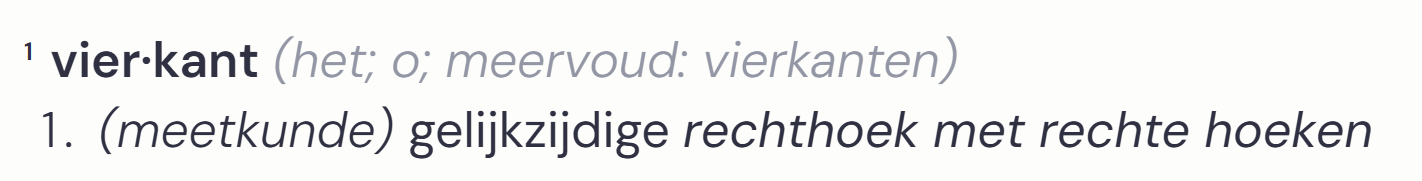 ¹ vier·kant (het; o; meervoud: vierkanten)
1. (meetkunde) gelijkzijdige rechthoek met rechte hoeken